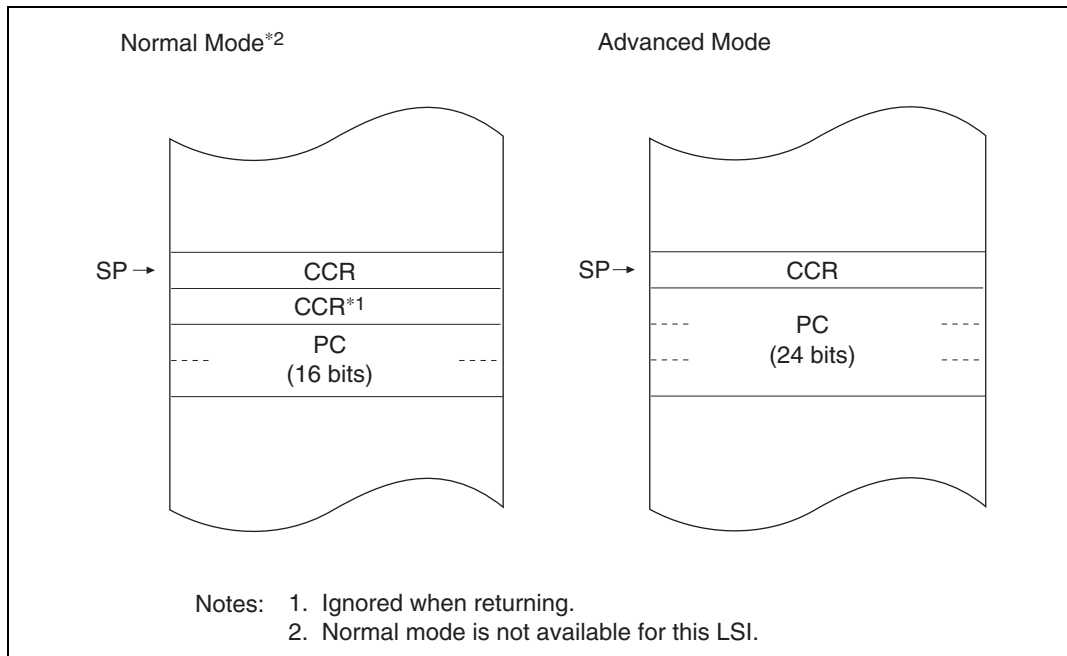 Normal Mode*2
Advanced Mode
SP →
CCR
CCR*1
PC
(16 bits)
SP →
CCR
PC
(24 bits)
Notes: 1. Ignored when returning.
2. Normal mode is not available for this LSI.